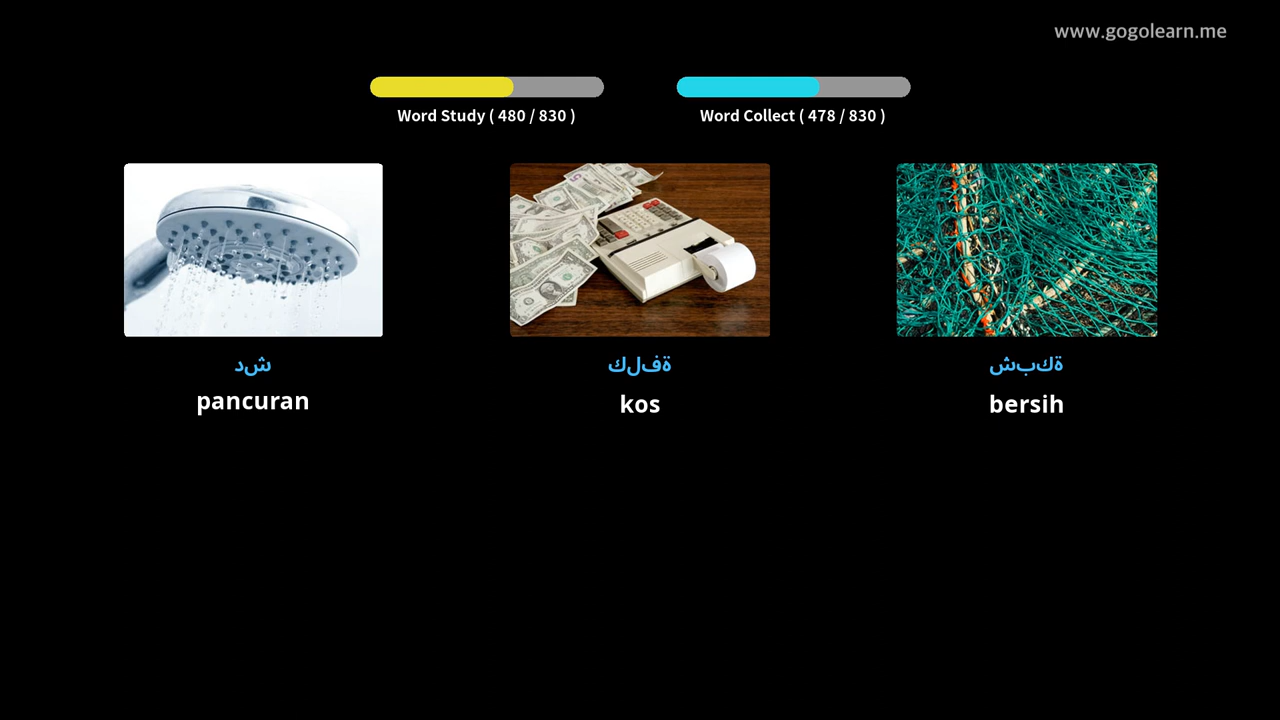 www.gogolearn.me
Word Study ( 480 / 830 )
Word Collect ( 478 / 830 )
شد
pancuran
ةفلك
kos
ةكبش
bersih